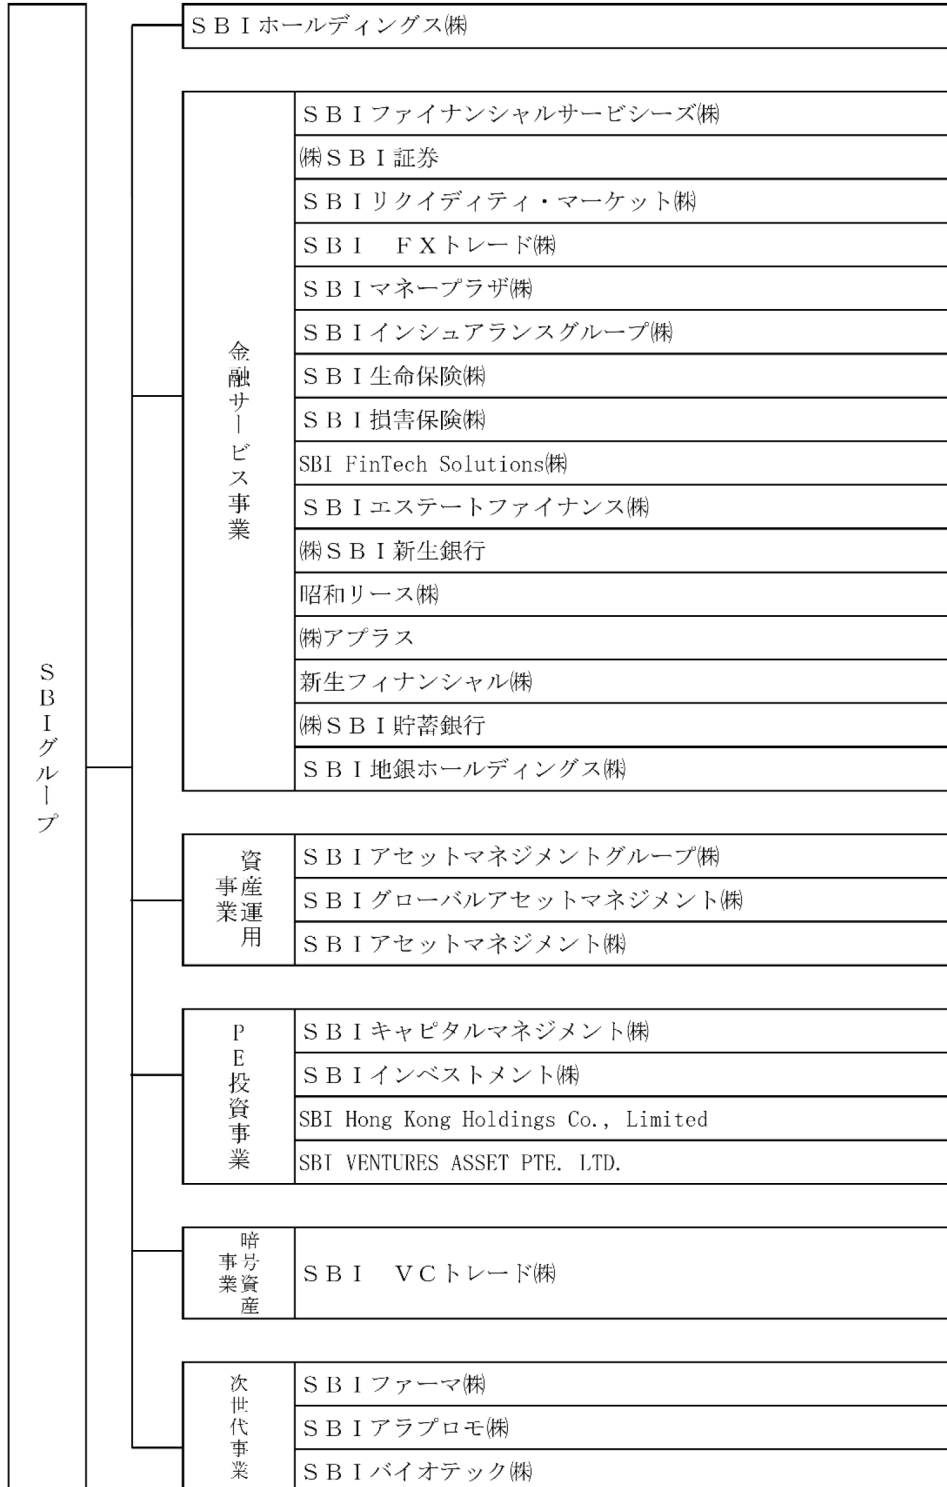 SBIグループ
SBIホールディングス㈱
金融サービス事業
SBIファイナンシャルサービシーズ㈱
㈱SBI証券
SBIリクイディティ・マーケット㈱
SBI FXトレード㈱
SBIマネープラザ㈱
SBIインシュアランスグループ㈱
SBI生命保険㈱
SBI損害保険㈱
SBI FinTech Solutions㈱
SBIエステートファイナンス㈱
㈱SBI新生銀行
昭和リース㈱
㈱アプラス
新生フィナンシャル㈱
㈱SBI貯蓄銀行
SBI地銀ホールディングス㈱
資産運用
事業
SBIアセットマネジメントグループ㈱
SBIグローバルアセットマネジメント㈱
SBIアセットマネジメント㈱
PE投資事業
SBIキャピタルマネジメント㈱
SBIインベストメント㈱
SBI Hong Kong Holdings Co., Limited
SBI VENTURES ASSET PTE. LTD.
暗号資産
事業
SBI VCトレード㈱
次世代事業
SBIファーマ㈱
SBIアラプロモ㈱
SBIバイオテック㈱